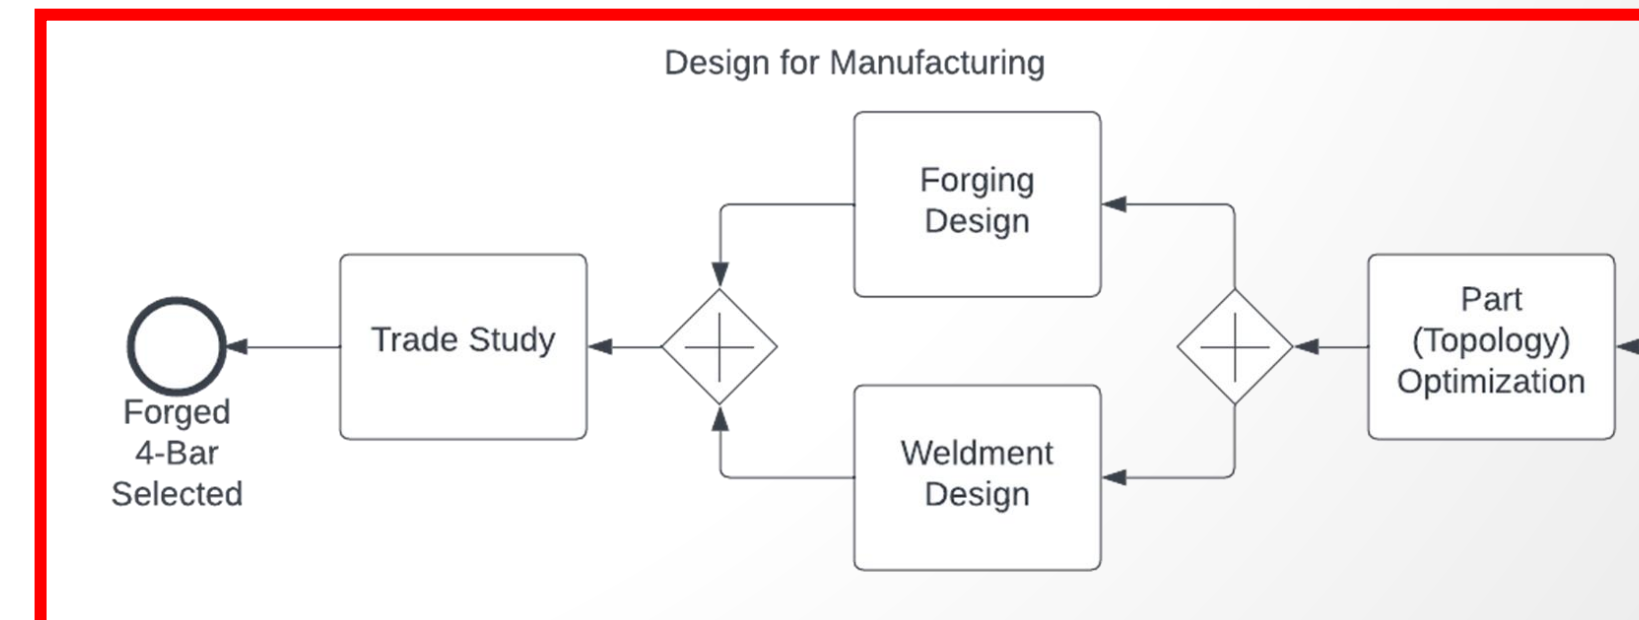 Design for Manufacturing
Forging
Design
Trade Study
Part
(Topology)
Optimization
Forged
4-Bar
Selected
Weldment
Design